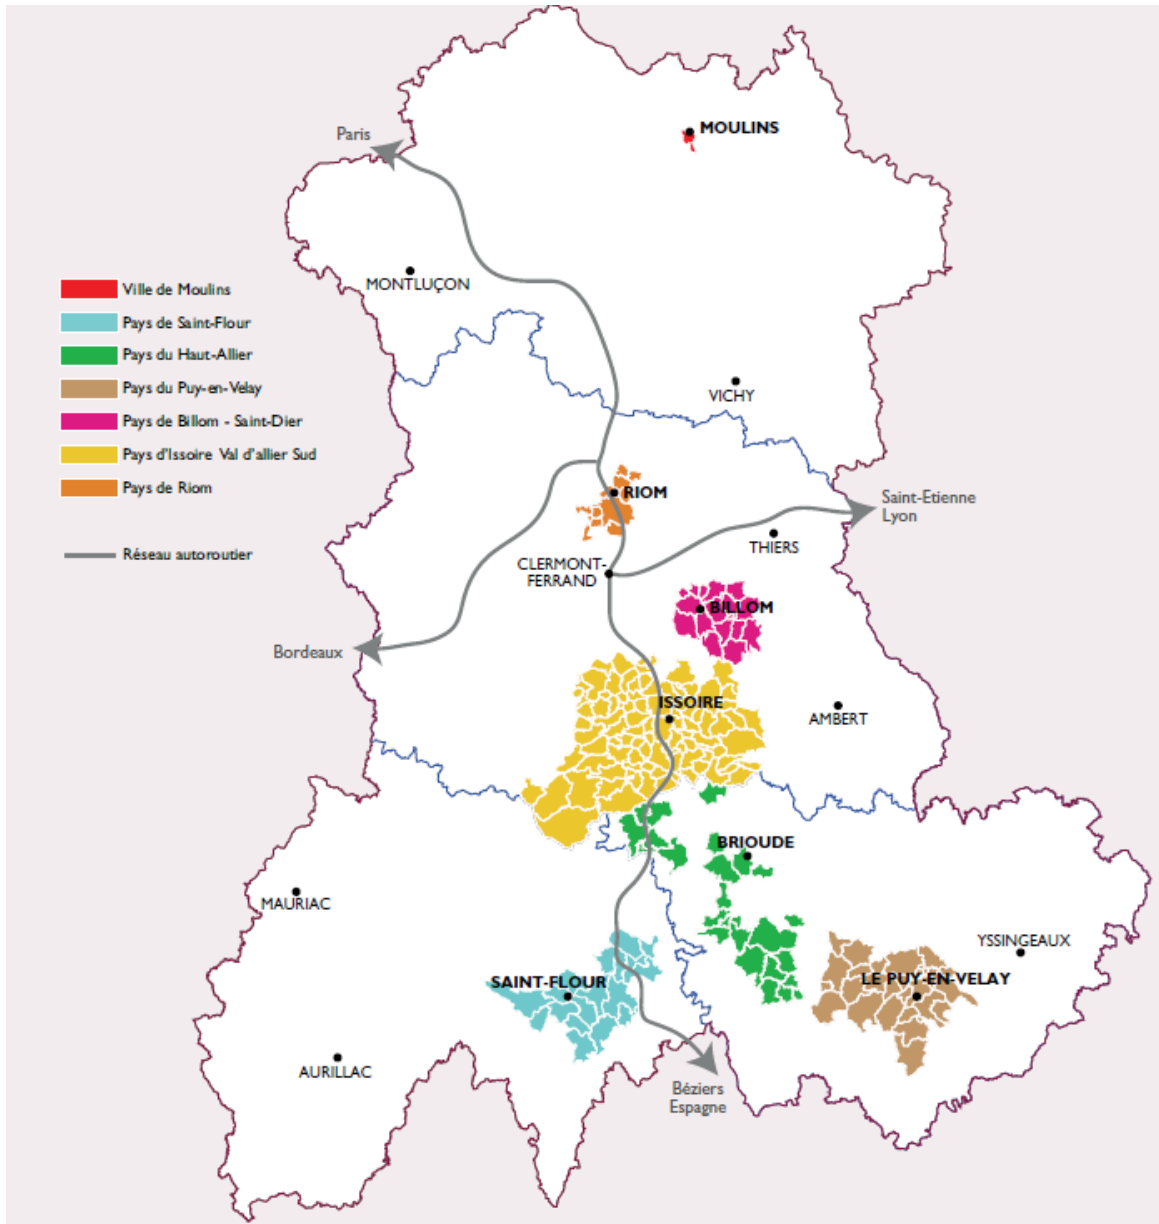 MOULINS
Paris
MONTLUÇON
Ville de Moulins
Pays de Saint-Flour
Pays du Haut-Allier
Pays du Puy-en-Velay
Pays de Billom - Saint-Dier
Pays d'Issoire Val d'allier Sud
Pays de Riom
Réseau autoroutier
VICHY
RIOM
Saint-Etienne
Lyon
THIERS
CLERMONT-
FERRAND
BILLOM
Bordeaux
ISSOIRE
AMBERT
BRIOUDE
MAURIAC
YSSINGEAUX
SAINT-FLOUR
LE PUY-EN-VELAY
AURILLAC
Béziers
Espagne